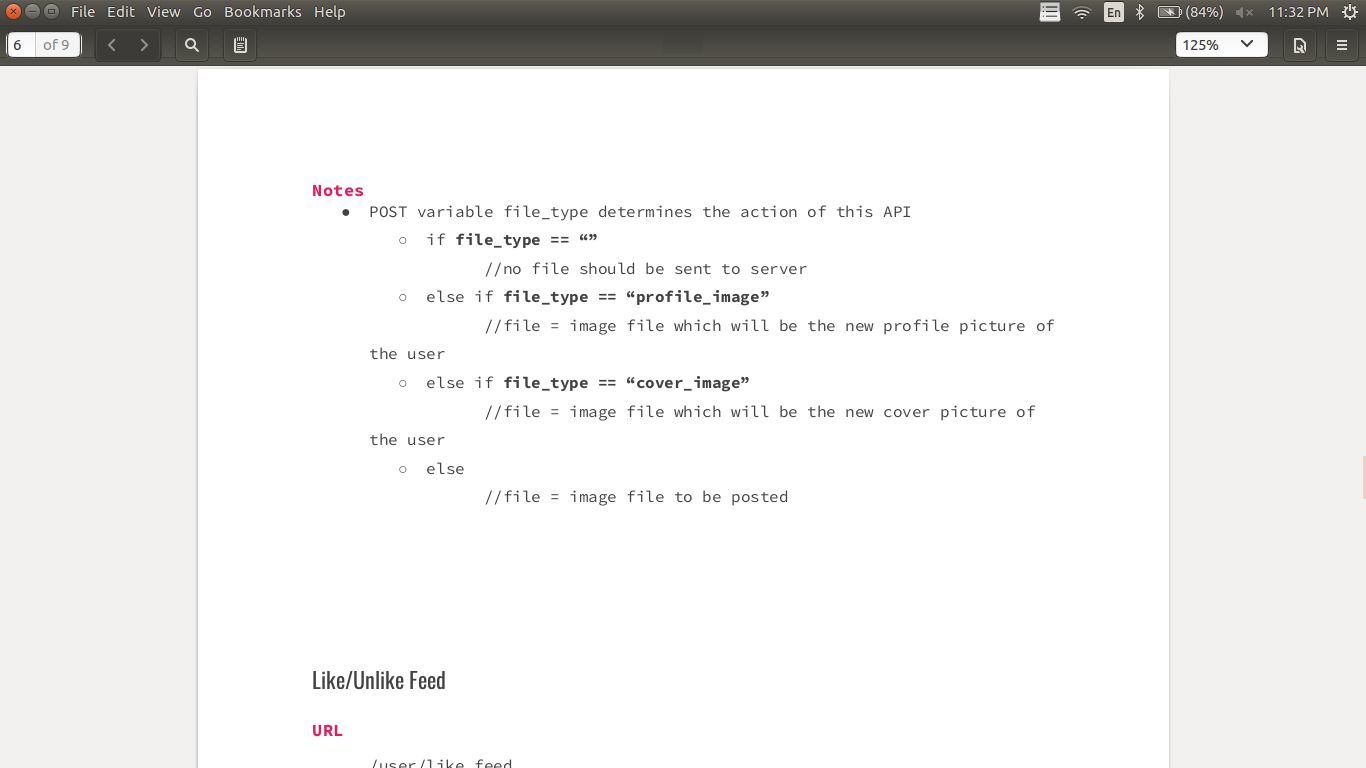 File Edit View Go Bookmarks Help
En (84%) 11:32 PM
6 of 9
125%
Notes
● POST variable file_type determines the action of this API
○ if file_type == “”
//no file should be sent to server
○ else if file_type == “profile_image”
//file = image file which will be the new profile picture of
the user
○ else if file_type == “cover_image”
//file = image file which will be the new cover picture of
the user
○ else
//file = image file to be posted
Like/Unlike Feed
URL
/user/like_feed